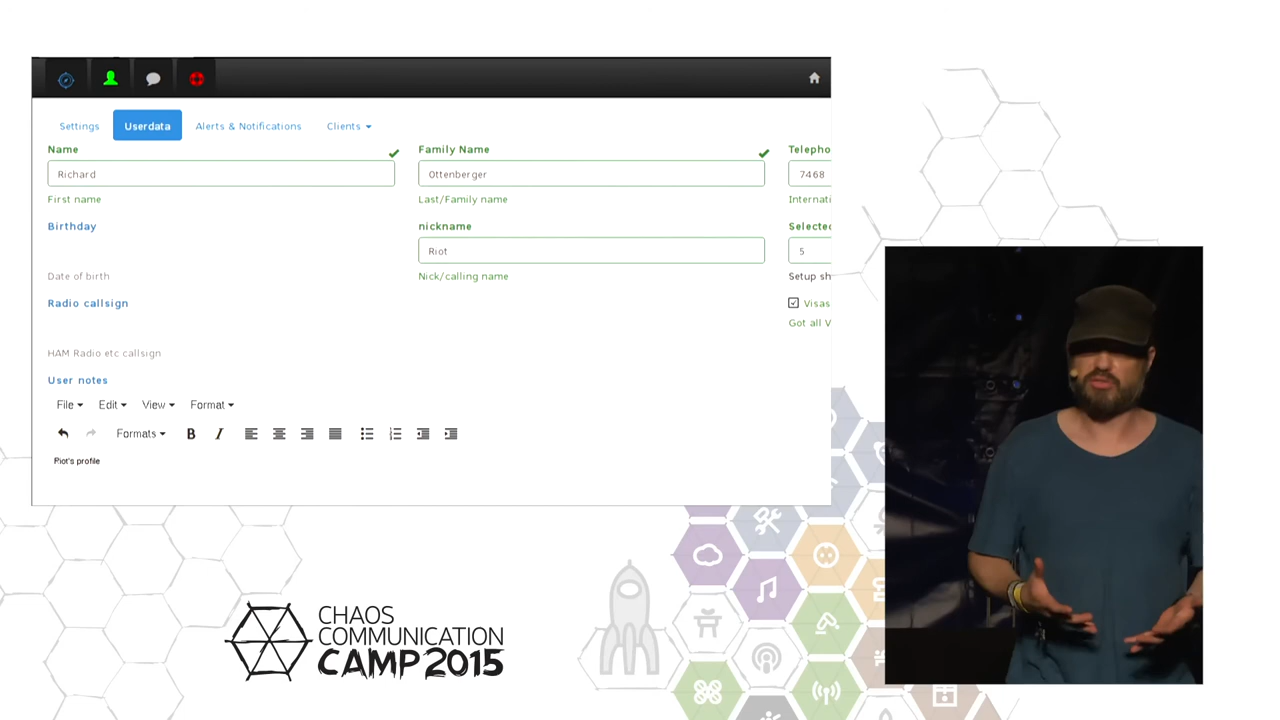 Settings Userdata Alerts & Notifications Clients
Name Family Name Telepho
Richard Ottenberger 7468
First name Last/Family name Internati
Birthday nickname Selected
Riot 5
Date of birth Nick/calling name Setup sh
Radio callsign Visas
Got all V
HAM Radio etc callsign
User notes
File Edit View Format
Formats B I
Riot's profile
CHAOS
COMMUNICATION
CAMP 2015